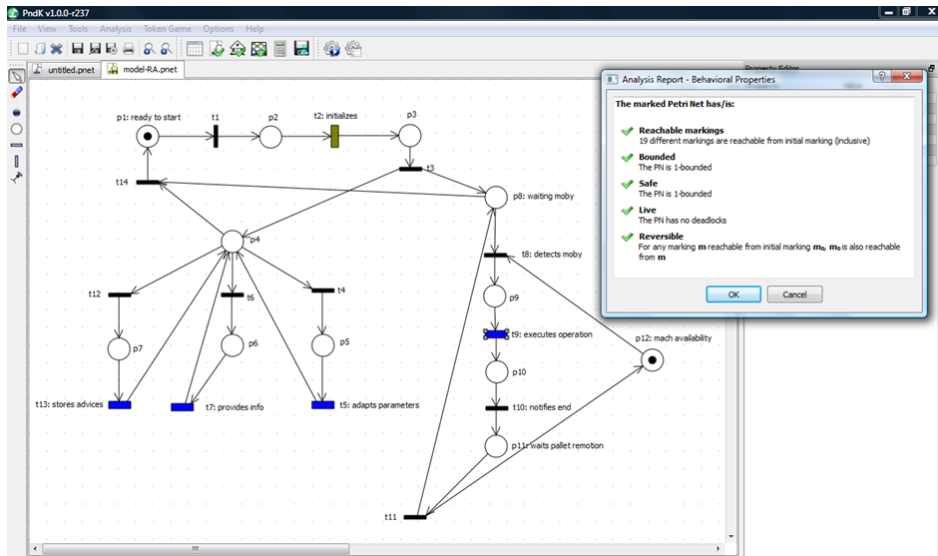 PndK v1.0.0-r237
File View Tools Analysis Token Game Options Help
untitled.pnet model-RA.pnet
Property Editor
Analysis Report - Behavioral Properties
The marked Petri Net has/is:
Reachable markings
19 different markings are reachable from initial marking (inclusive)
Bounded
The PN is 1-bounded
Safe
The PN is 1-bounded
Live
The PN has no deadlocks
Reversible
For any marking m reachable from initial marking m₀, m₀ is also reachable
from m
OK Cancel
p1: ready to start
t1
p2
t2: initializes
p3
t3
t14
p8: waiting moby
p4
t8: detects moby
t12
t6
t4
p9
p7
p6
p5
t9: executes operation
p12: mach availability
p10
t13: stores advices
t7: provides info
t5: adapts parameters
t10: notifies end
p11: waits pallet remotion
t11